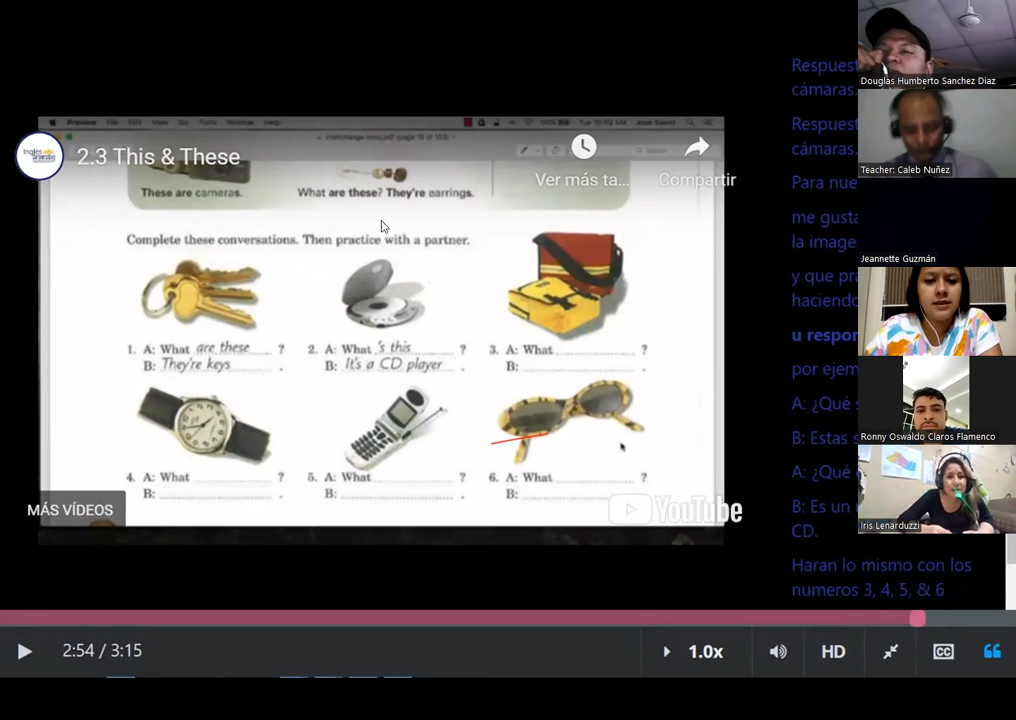 2.3 This & These
Ver más ta...
Compartir
These are cameras.
What are these? They're earrings.
Complete these conversations. Then practice with a partner.
1. A: What are these ?
B: They're keys .
2. A: What 's this ?
B: It's a CD player .
3. A: What ?
B: .
4. A: What ?
B: .
5. A: What ?
B: .
6. A: What ?
B:
MÁS VÍDEOS
YouTube
Respuest
cámaras.
Respuest
cámaras.
Para nue
me gusta
la image
y que pra
haciendo
u respon
por ejem
A: ¿Qué s
B: Estas s
A: ¿Qué
B: Es un
CD.
Haran lo mismo con los
numeros 3, 4, 5, & 6
Douglas Humberto Sanchez Diaz
Teacher: Caleb Nuñez
Jeannette Guzmán
Ronny Oswaldo Claros Flamenco
Iris Lenarduzzi
2:54 / 3:15
1.0x
HD
CC